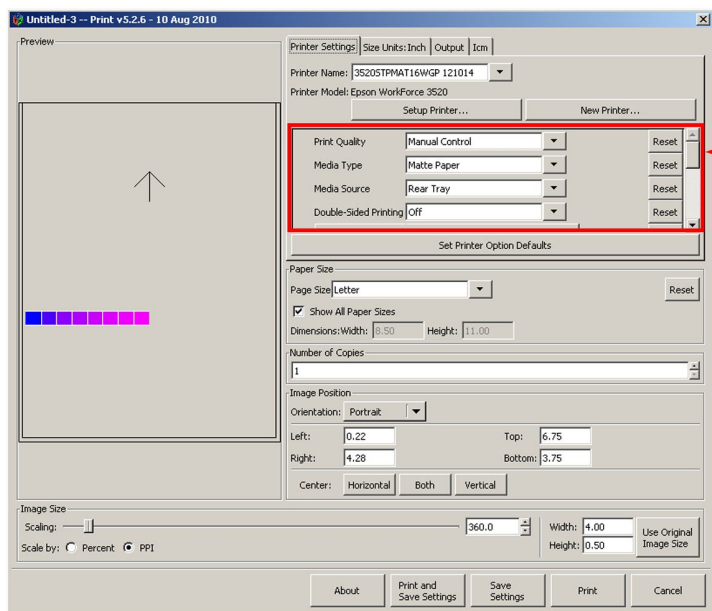 Untitled-3 -- Print v5.2.6 - 10 Aug 2010
Preview
Printer Settings Size Units:Inch Output Icm
Printer Name: 3520STPMAT16WGP 121014
Printer Model:Epson WorkForce 3520
Setup Printer... New Printer...
Print Quality Manual Control Reset
Media Type Matte Paper Reset
Media Source Rear Tray Reset
Double-Sided Printing Off Reset
Set Printer Option Defaults
Paper Size
Page Size Letter Reset
Show All Paper Sizes
Dimensions:Width: 8.50 Height: 11.00
Number of Copies
1
Image Position
Orientation: Portrait
Left: 0.22 Top: 6.75
Right: 4.28 Bottom: 3.75
Center: Horizontal Both Vertical
Image Size
Scaling: 360.0 Width: 4.00 Use Original
Scale by: Percent PPI Height: 0.50 Image Size
About Print and Save Settings Save Settings Print Cancel